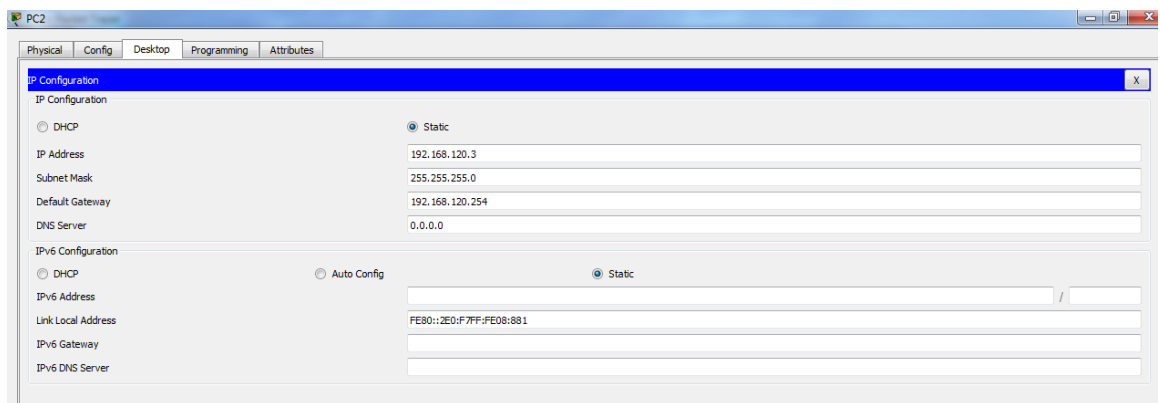 PC2
Physical Config Desktop Programming Attributes
IP Configuration X
IP Configuration
DHCP Static
IP Address 192.168.120.3
Subnet Mask 255.255.255.0
Default Gateway 192.168.120.254
DNS Server 0.0.0.0
IPv6 Configuration
DHCP Auto Config Static
IPv6 Address /
Link Local Address FE80::2E0:F7FF:FE08:881
IPv6 Gateway
IPv6 DNS Server